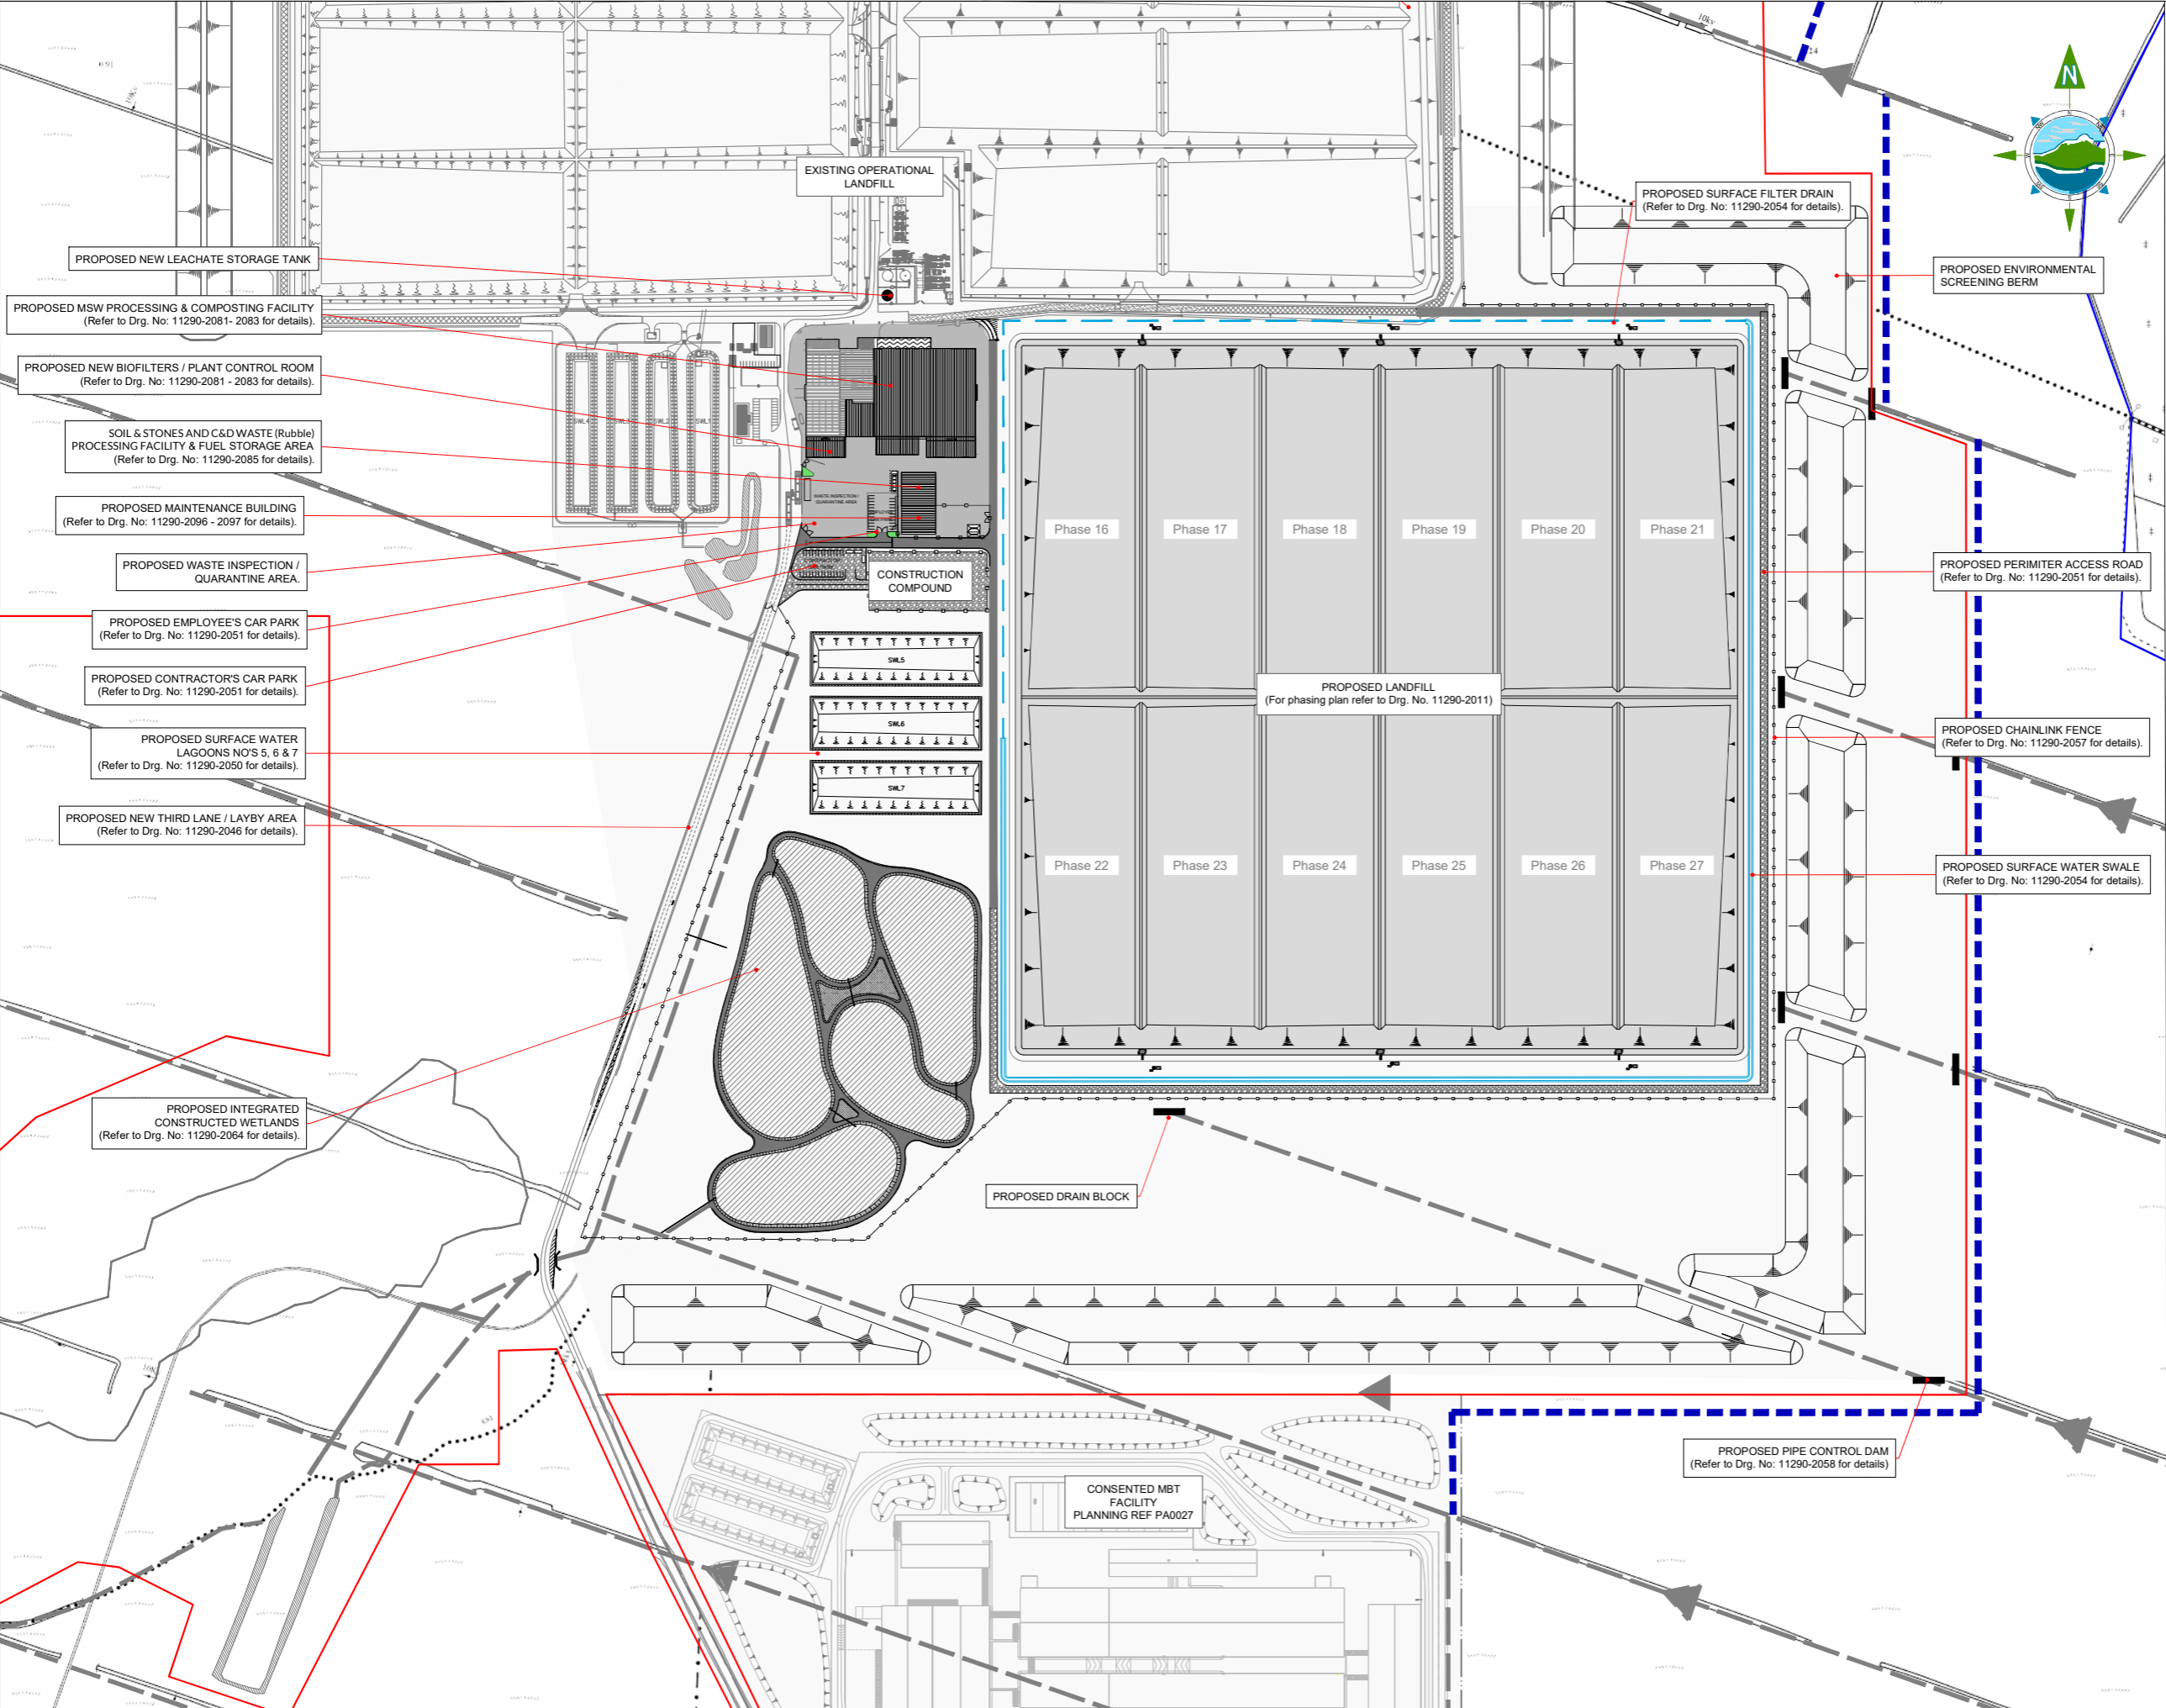 10kv
N
EXISTING OPERATIONAL
LANDFILL
PROPOSED SURFACE FILTER DRAIN
(Refer to Drg. No: 11290-2054 for details).
PROPOSED NEW LEACHATE STORAGE TANK
PROPOSED ENVIRONMENTAL
SCREENING BERM
PROPOSED MSW PROCESSING & COMPOSTING FACILITY
(Refer to Drg. No: 11290-2081- 2083 for details).
PROPOSED NEW BIOFILTERS / PLANT CONTROL ROOM
(Refer to Drg. No: 11290-2081 - 2083 for details).
SOIL & STONES AND C&D WASTE (Rubble)
PROCESSING FACILITY & FUEL STORAGE AREA
(Refer to Drg. No: 11290-2085 for details).
SWL4
SWL1
WASTE INSPECTION /
QUARANTINE AREA
PROPOSED MAINTENANCE BUILDING
(Refer to Drg. No: 11290-2096 - 2097 for details).
Phase 16
Phase 17
Phase 18
Phase 19
Phase 20
Phase 21
PROPOSED WASTE INSPECTION /
QUARANTINE AREA.
CONSTRUCTION
COMPOUND
PROPOSED PERIMITER ACCESS ROAD
(Refer to Drg. No: 11290-2051 for details).
PROPOSED EMPLOYEE'S CAR PARK
(Refer to Drg. No: 11290-2051 for details).
SWL5
PROPOSED CONTRACTOR'S CAR PARK
(Refer to Drg. No: 11290-2051 for details).
PROPOSED LANDFILL
(For phasing plan refer to Drg. No. 11290-2011)
SWL6
PROPOSED SURFACE WATER
LAGOONS NO'S 5, 6 & 7
(Refer to Drg. No: 11290-2050 for details).
PROPOSED CHAINLINK FENCE
(Refer to Drg. No: 11290-2057 for details).
SWL7
PROPOSED NEW THIRD LANE / LAYBY AREA
(Refer to Drg. No: 11290-2046 for details).
Phase 22
Phase 23
Phase 24
Phase 25
Phase 26
Phase 27
PROPOSED SURFACE WATER SWALE
(Refer to Drg. No: 11290-2054 for details).
PROPOSED INTEGRATED
CONSTRUCTED WETLANDS
(Refer to Drg. No: 11290-2064 for details).
PROPOSED DRAIN BLOCK
PROPOSED PIPE CONTROL DAM
(Refer to Drg. No: 11290-2058 for details)
CONSENTED MBT
FACILITY
PLANNING REF PA0027